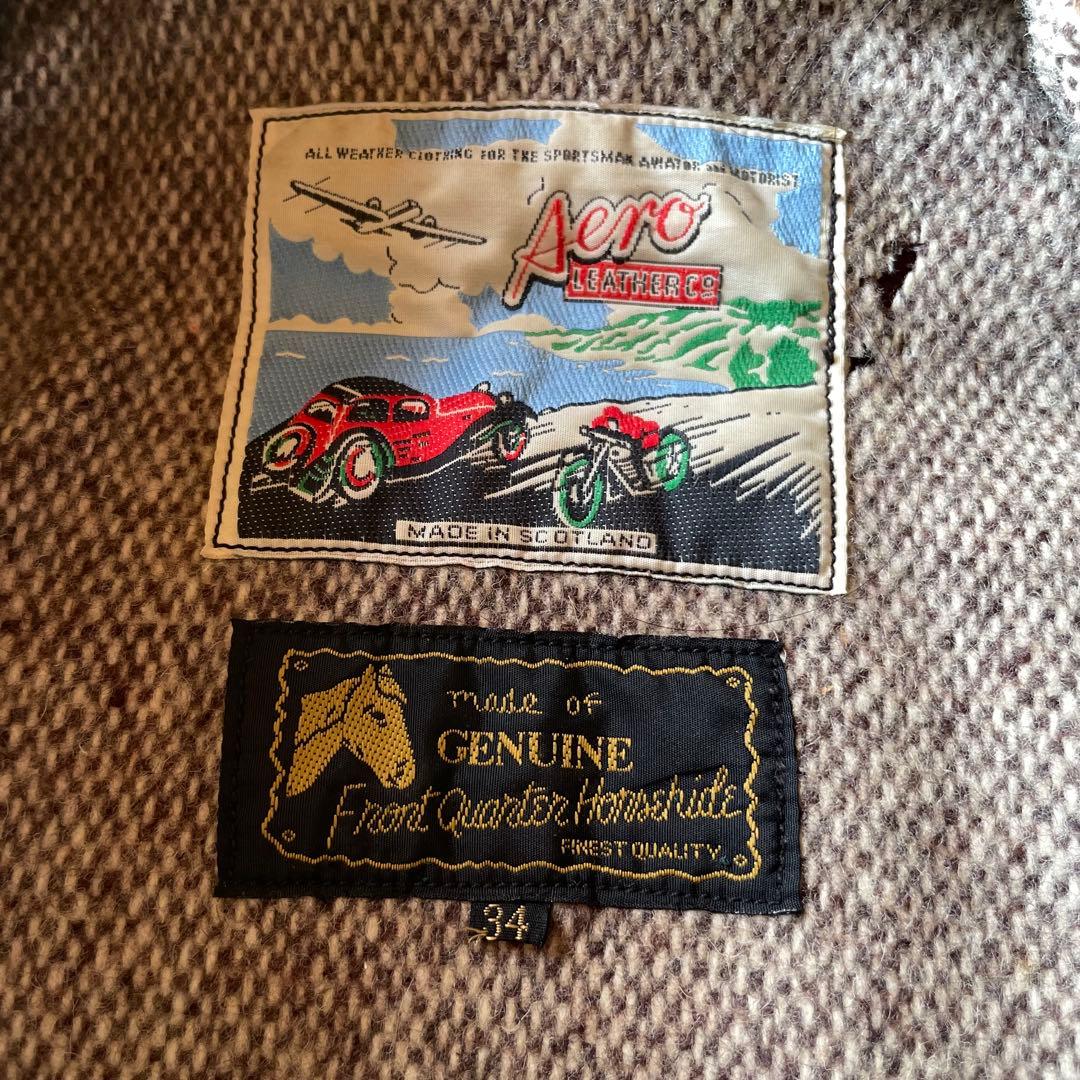 ALL WEATHER CLOTHING FOR THE SPORTSMAN AVIATOR AND MOTORIST
Aero
LEATHER Co
MADE IN SCOTLAND
made of
GENUINE
Front Quarter Horsehide
FINEST QUALITY
34